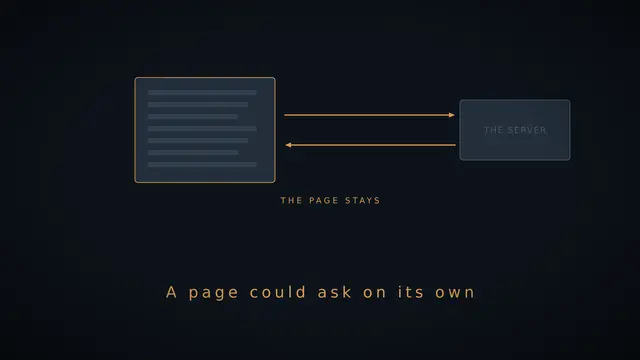 THE SERVER
THE PAGE STAYS
A page could ask on its own